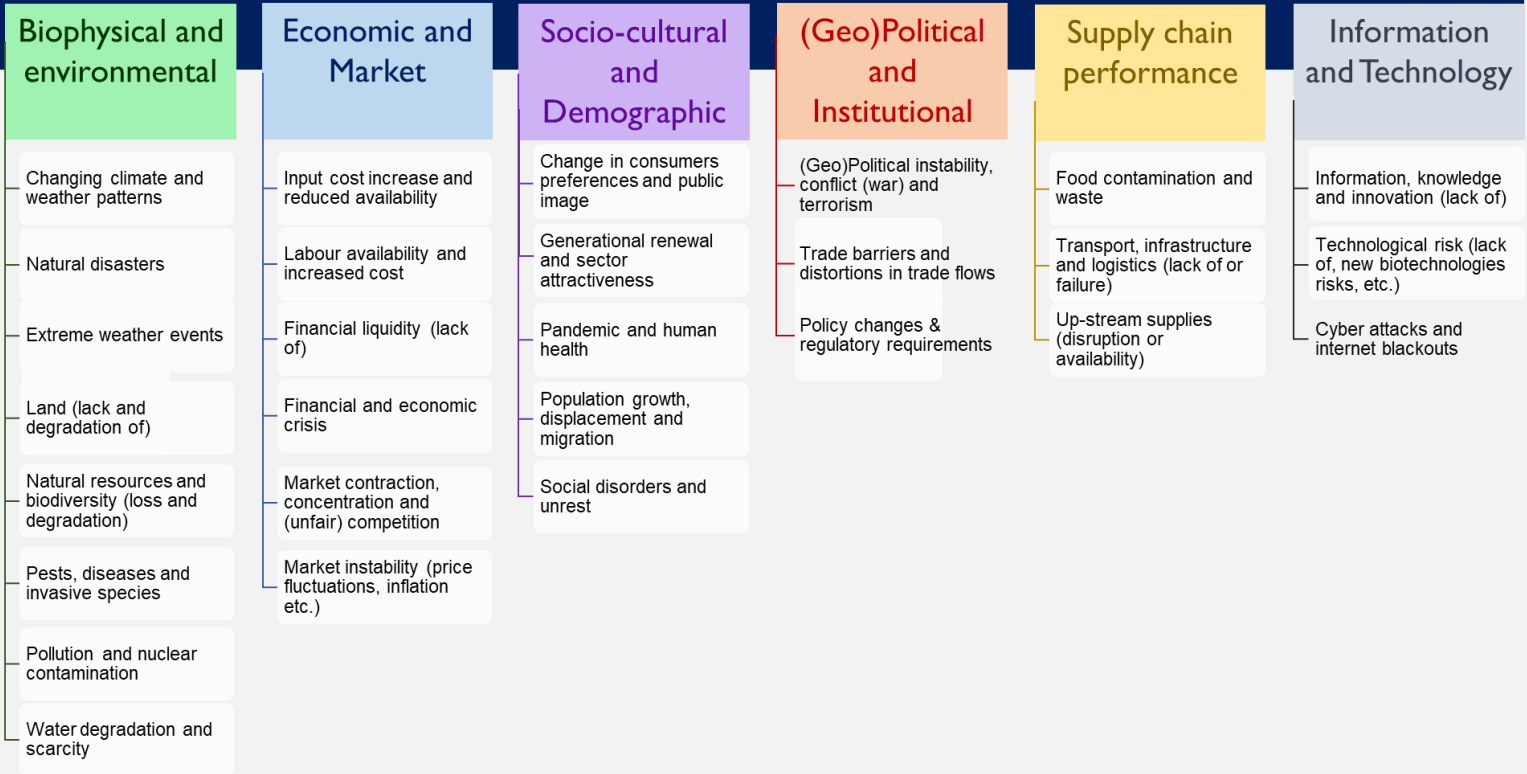 Biophysical and
environmental
Changing climate and
weather patterns
Natural disasters
Extreme weather events
Land (lack and
degradation of)
Natural resources and
biodiversity (loss and
degradation)
Pests, diseases and
invasive species
Pollution and nuclear
contamination
Water degradation and
scarcity
Economic and
Market
Input cost increase and
reduced availability
Labour availability and
increased cost
Financial liquidity (lack
of)
Financial and economic
crisis
Market contraction,
concentration and
(unfair) competition
Market instability (price
fluctuations, inflation
etc.)
Socio-cultural
and
Demographic
Change in consumers
preferences and public
image
Generational renewal
and sector
attractiveness
Pandemic and human
health
Population growth,
displacement and
migration
Social disorders and
unrest
(Geo)Political
and
Institutional
(Geo)Political instability,
conflict (war) and
terrorism
Trade barriers and
distortions in trade flows
Policy changes &
regulatory requirements
Supply chain
performance
Food contamination and
waste
Transport, infrastructure
and logistics (lack of or
failure)
Up-stream supplies
(disruption or
availability)
Information
and Technology
Information, knowledge
and innovation (lack of)
Technological risk (lack
of, new biotechnologies
risks, etc.)
Cyber attacks and
internet blackouts